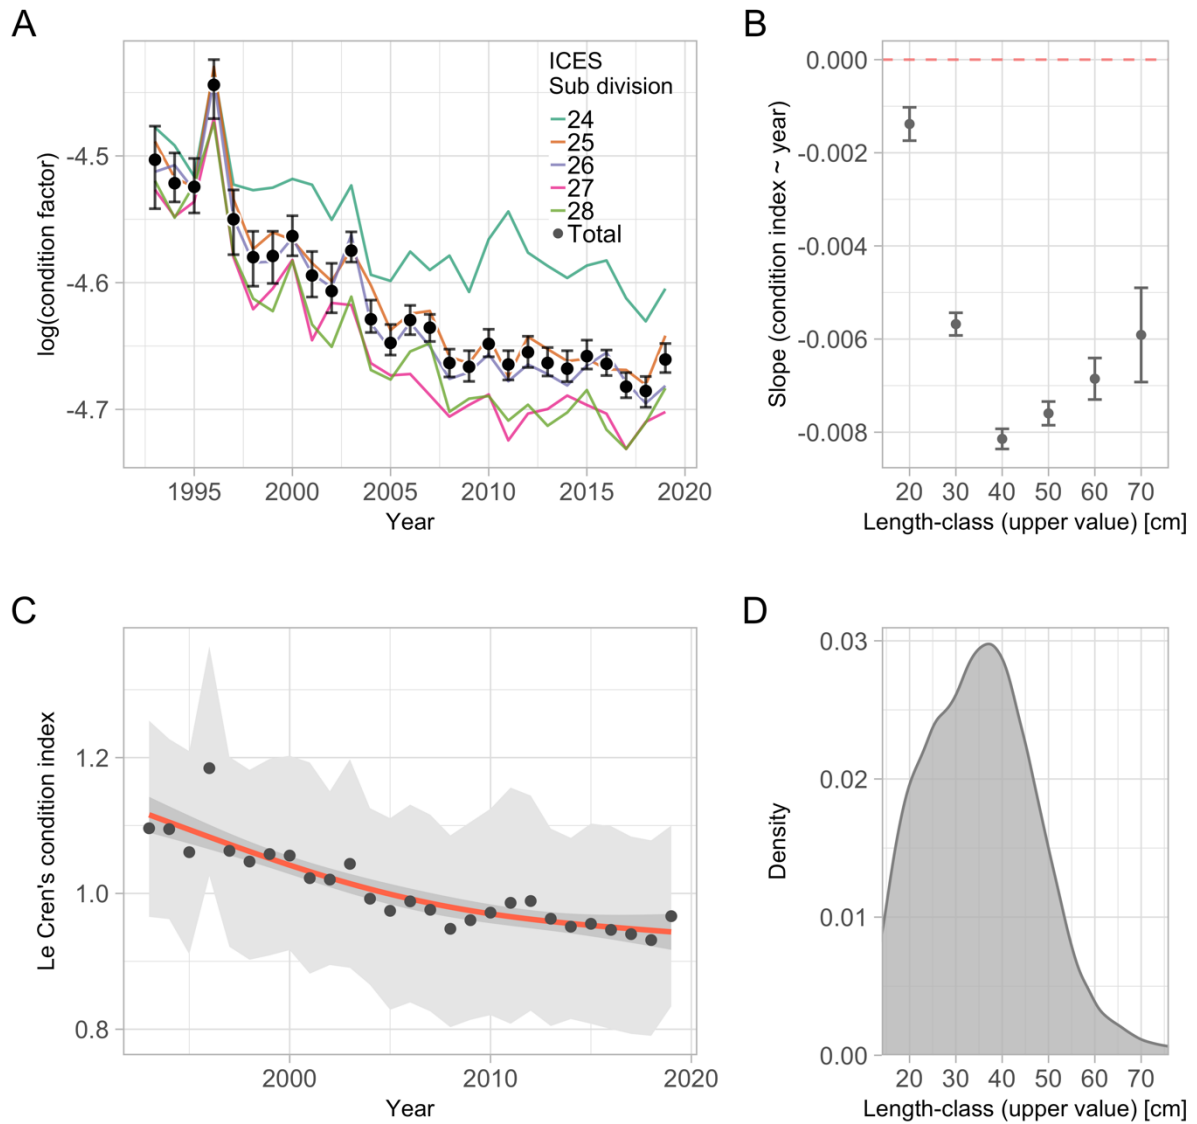 A
log(condition factor)
-4.5
-4.6
-4.7
ICES
Sub division
24
25
26
27
28
Total
1995
2000
2005
2010
2015
2020
Year
B
Slope (condition index ~ year)
0.000
-0.002
-0.004
-0.006
-0.008
20
30
40
50
60
70
Length-class (upper value) [cm]
C
Le Cren's condition index
1.2
1.0
0.8
2000
2010
2020
Year
D
Density
0.03
0.02
0.01
0.00
20
30
40
50
60
70
Length-class (upper value) [cm]